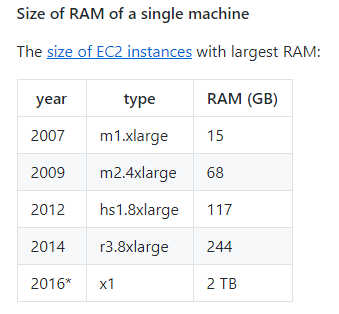 Size of RAM of a single machine
The size of EC2 instances with largest RAM:
year type RAM (GB)
2007 m1.xlarge 15
2009 m2.4xlarge 68
2012 hs1.8xlarge 117
2014 r3.8xlarge 244
2016* x1 2 TB